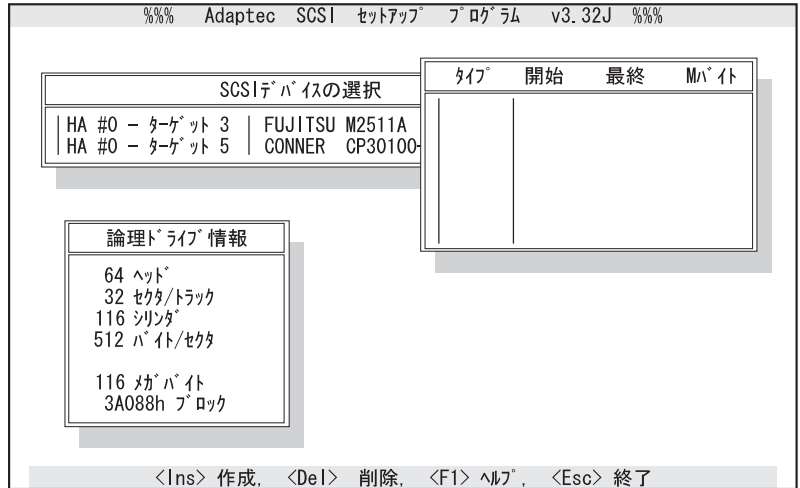 %%% Adaptec SCSI ｾｯﾄｱｯﾌﾟ ﾌﾟﾛｸﾞﾗﾑ v3.32J %%%
SCSIﾃﾞﾊﾞｲｽの選択
HA #0 - ﾀｰｹﾞｯﾄ 3 | FUJITSU M2511A
HA #0 - ﾀｰｹﾞｯﾄ 5 | CONNER CP30100-
ﾀｲﾌﾟ 開始 最終 Mﾊﾞｲﾄ
論理ﾄﾞﾗｲﾌﾞ情報
64 ﾍｯﾄﾞ
32 ｾｸﾀ/ﾄﾗｯｸ
116 ｼﾘﾝﾀﾞ
512 ﾊﾞｲﾄ/ｾｸﾀ
116 ﾒｶﾞﾊﾞｲﾄ
3A088h ﾌﾞﾛｯｸ
<Ins> 作成, <Del> 削除, <F1> ﾍﾙﾌﾟ, <Esc> 終了